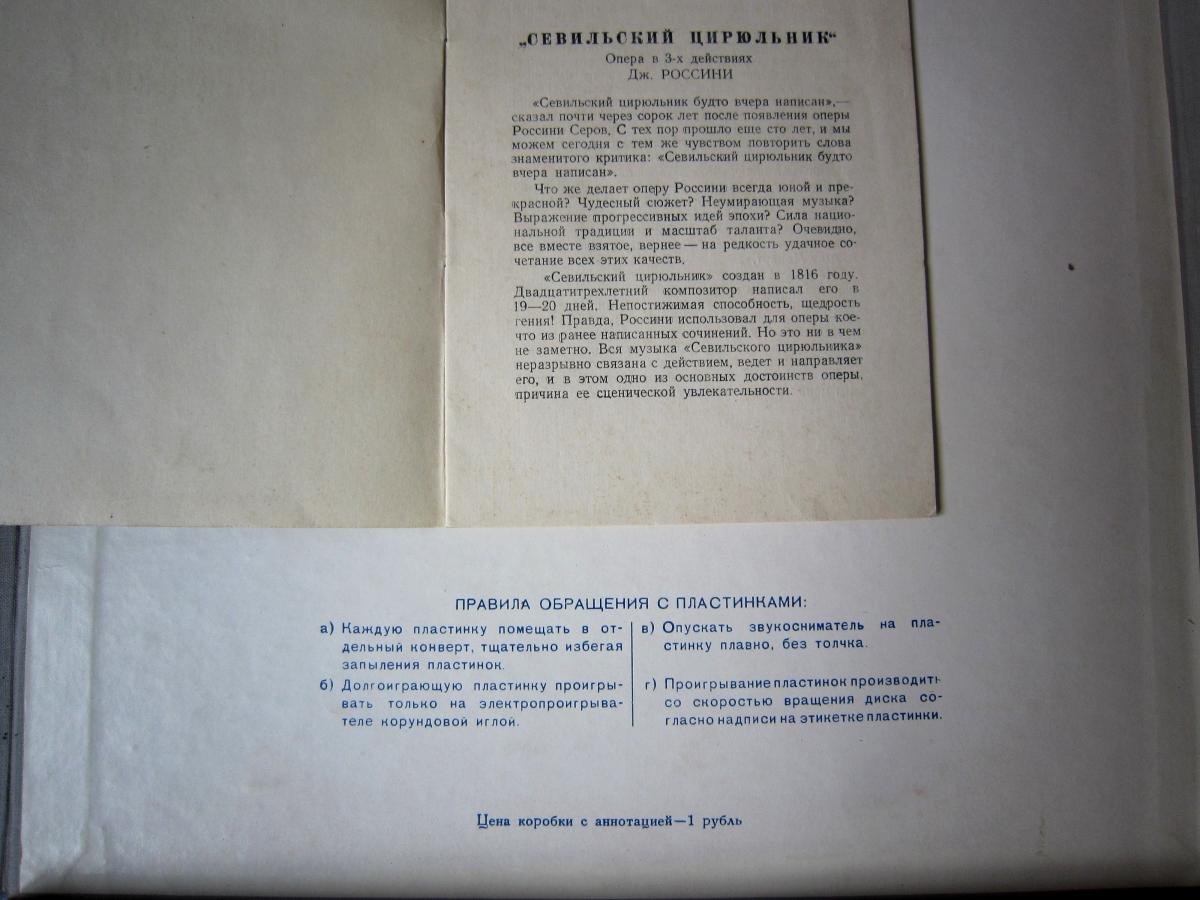 „СЕВИЛЬСКИЙ ЦИРЮЛЬНИК“
Опера в 3-х действиях
Дж. РОССИНИ
«Севильский цирюльник будто вчера написан»,—
сказал почти через сорок лет после появления оперы
Россини Серов. С тех пор прошло еще сто лет, и мы
можем сегодня с тем же чувством повторить слова
знаменитого критика: «Севильский цирюльник будто
вчера написан».
Что же делает оперу Россини всегда юной и пре-
красной? Чудесный сюжет? Неумирающая музыка?
Выражение прогрессивных идей эпохи? Сила нацио-
нальной традиции и масштаб таланта? Очевидно,
все вместе взятое, вернее — на редкость удачное со-
четание всех этих качеств.
«Севильский цирюльник» создан в 1816 году.
Двадцатитрехлетний композитор написал его в
19—20 дней. Непостижимая способность, щедрость
гения! Правда, Россини использовал для оперы кое-
что из ранее написанных сочинений. Но это ни в чем
не заметно. Вся музыка «Севильского цирюльника»
неразрывно связана с действием, ведет и направляет
его, и в этом одно из основных достоинств оперы,
причина ее сценической увлекательности.
ПРАВИЛА ОБРАЩЕНИЯ С ПЛАСТИНКАМИ:
а) Каждую пластинку помещать в от-
дельный конверт, тщательно избегая
запыления пластинок.
б) Долгоиграющую пластинку проигры-
вать только на электропроигрыва-
теле корундовой иглой.
в) Опускать звукосниматель на пла-
стинку плавно, без толчка.
г) Проигрывание пластинок производить
со скоростью вращения диска со-
гласно надписи на этикетке пластинки.
Цена коробки с аннотацией—1 рубль